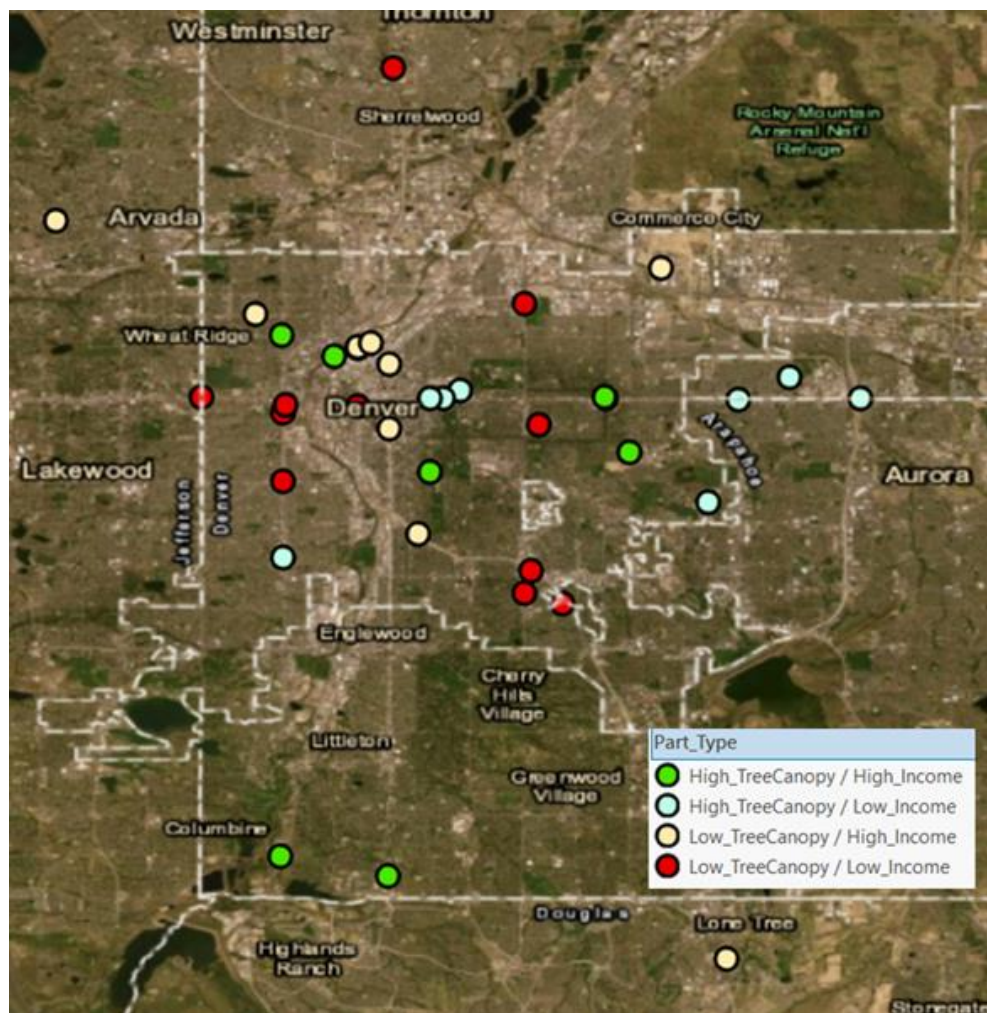 Thornton
Westminster
Sherrelwood
Rocky Mountain
Arsenal Nat'l
Refuge
Arvada
Commerce City
Wheat Ridge
Denver
Lakewood
Arapahoe
Aurora
Jefferson
Denver
Englewood
Cherry
Hills
Village
Littleton
Greenwood
Village
Columbine
Douglas
Lone Tree
Highlands
Ranch
Stonegate
Part_Type
High_TreeCanopy / High_Income
High_TreeCanopy / Low_Income
Low_TreeCanopy / High_Income
Low_TreeCanopy / Low_Income